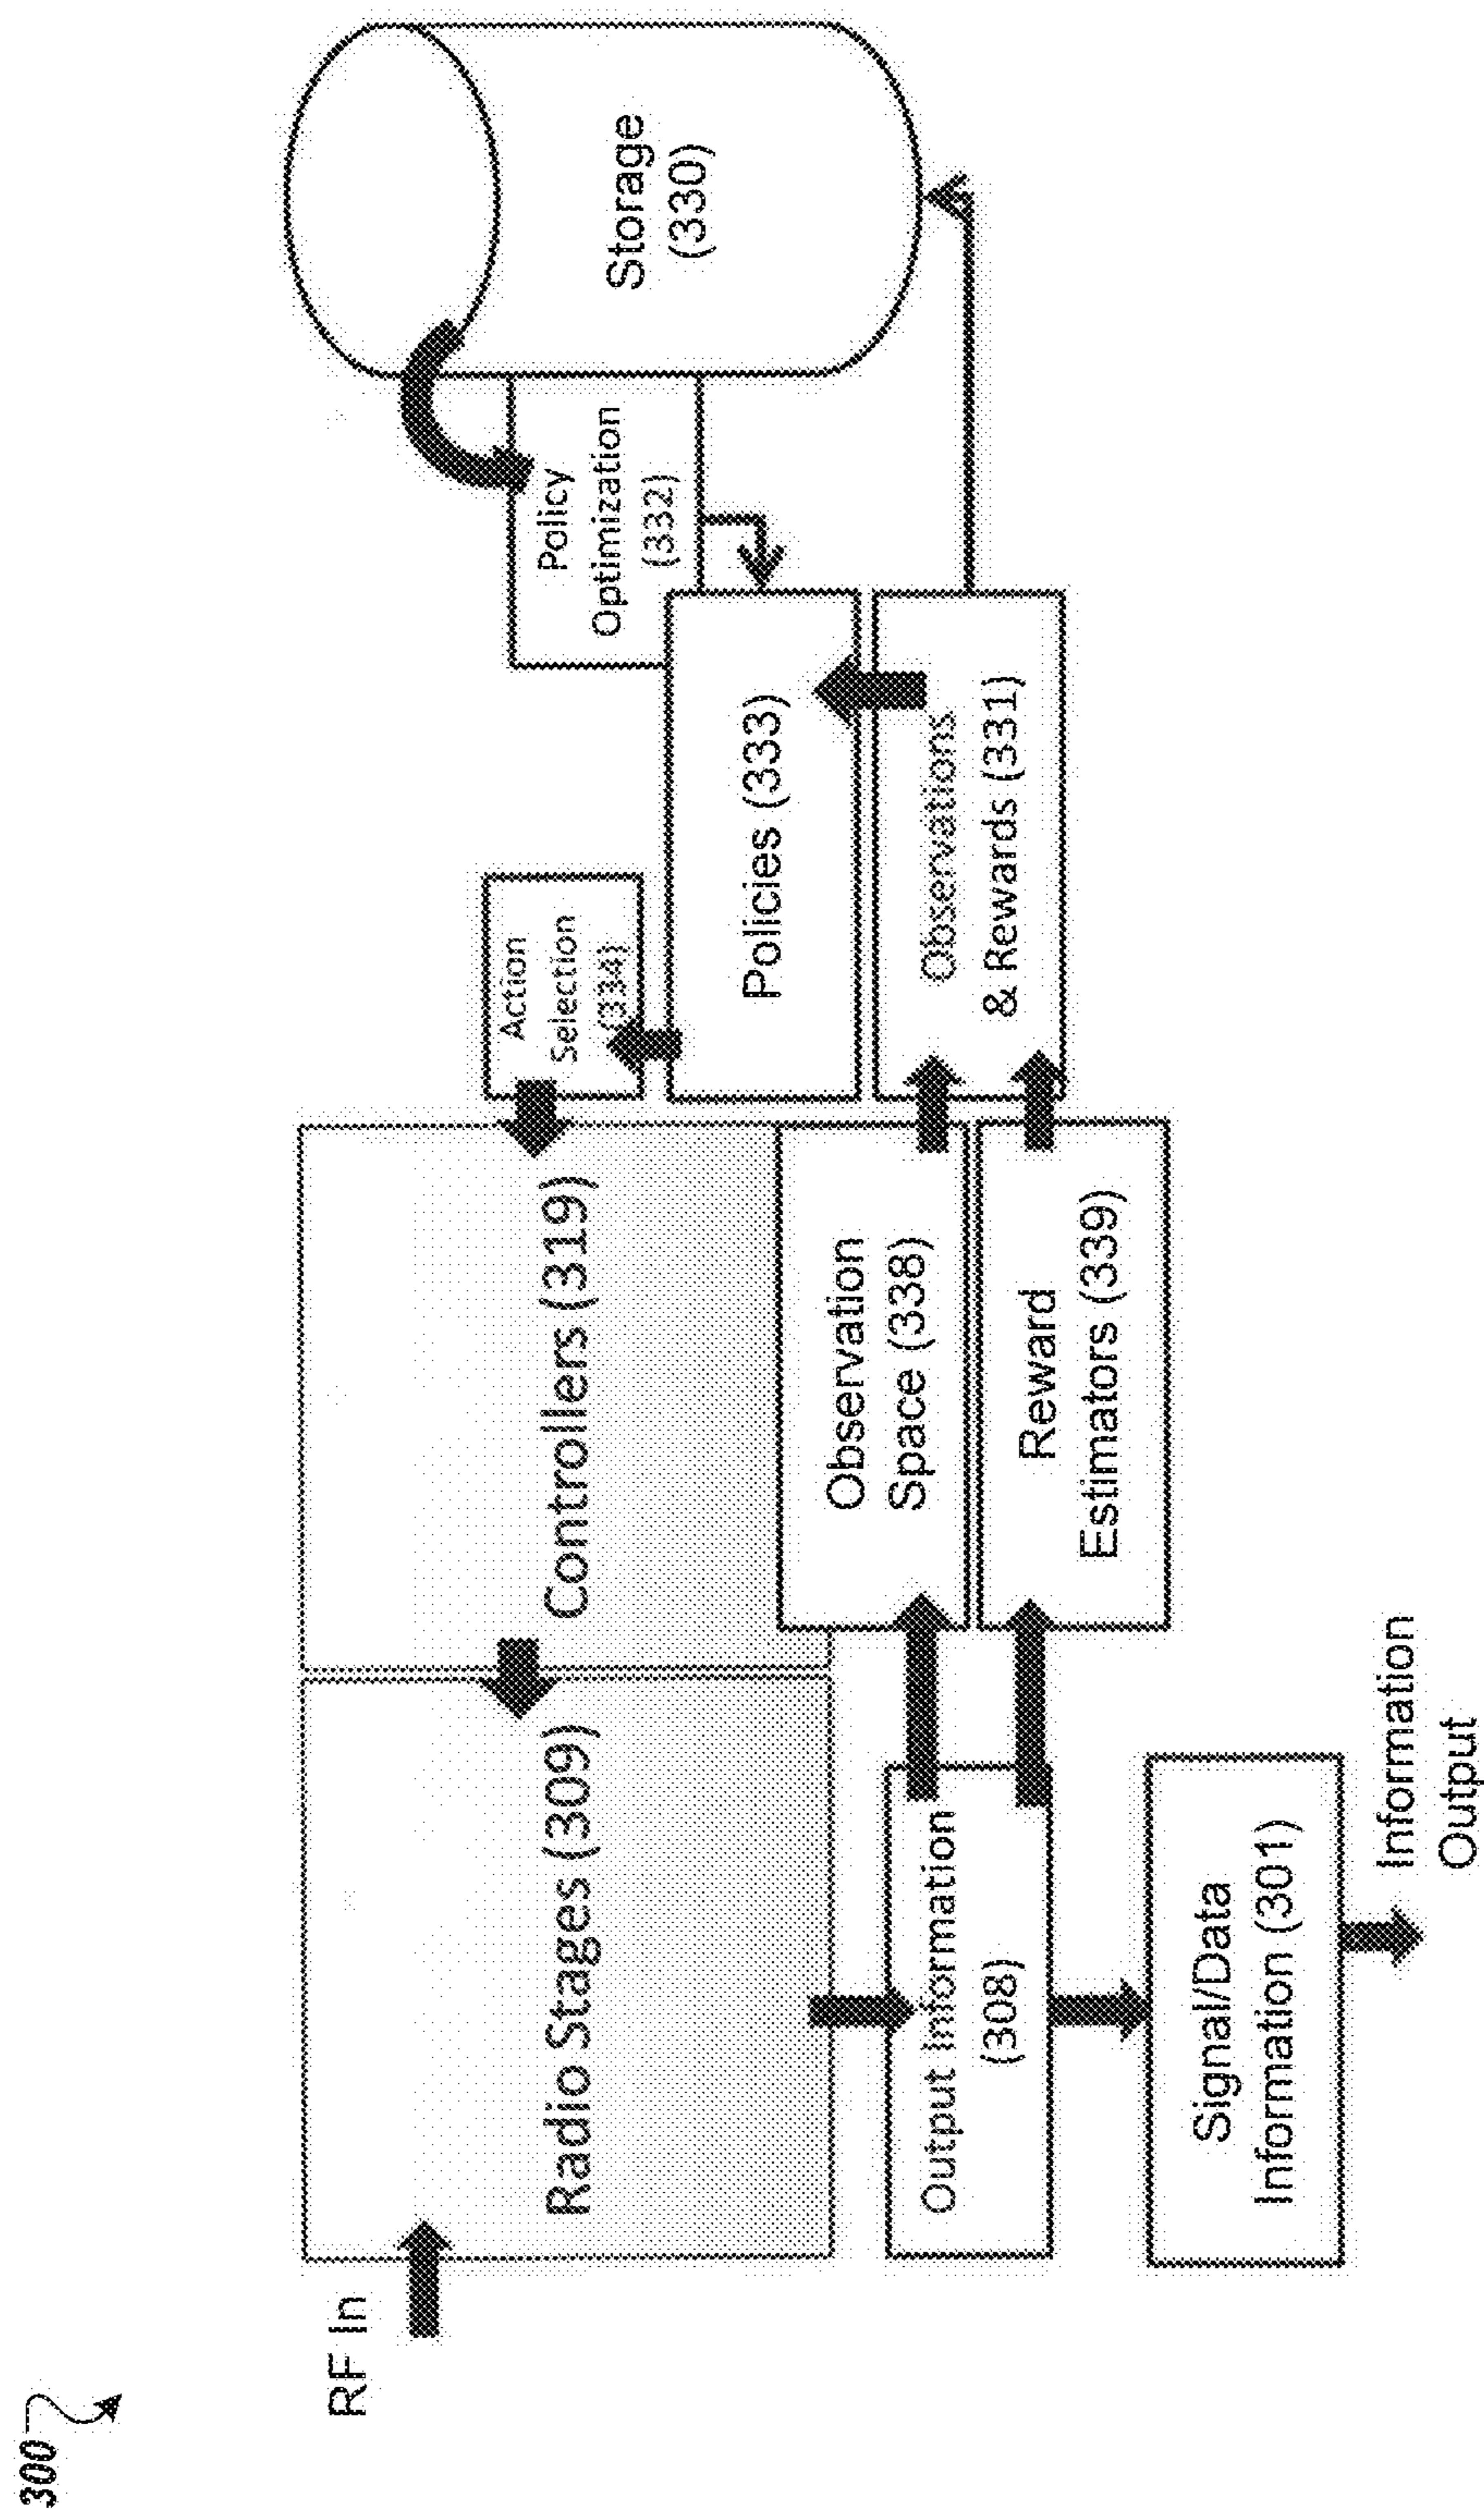 300
RF In
Radio Stages (309)
Controllers (319)
Action
Selection
(334)
Policy
Optimization
(332)
Storage
(330)
Policies (333)
Observations
& Rewards (331)
Observation
Space (338)
Reward
Estimators (339)
Output Information
(308)
Signal/Data
Information (301)
Information
Output